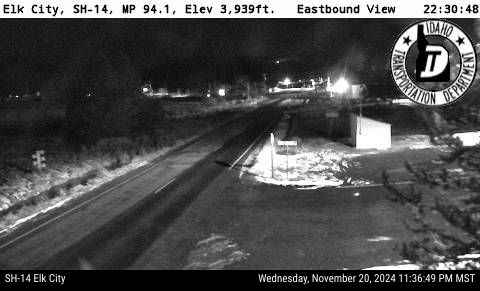 Elk City, SH-14, MP 94.1, Elev 3,939ft. Eastbound View 22:30:48
IDAHO
TRANSPORTATION DEPARTMENT
SH-14 Elk City Wednesday, November 20, 2024 11:36:49 PM MST